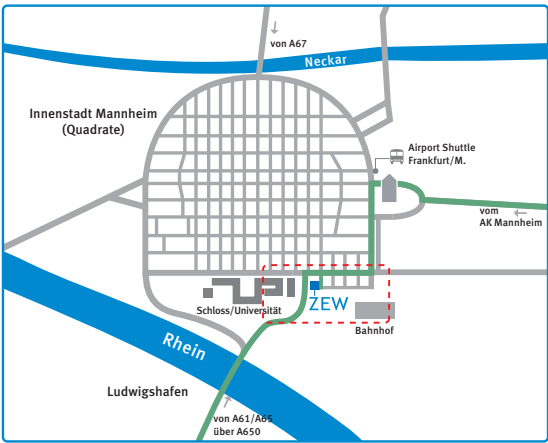 von A67
Neckar
Innenstadt Mannheim
(Quadrate)
Airport Shuttle
Frankfurt/M.
vom
AK Mannheim
ZEW
Schloss/Universität
Bahnhof
Rhein
Ludwigshafen
von A61/A65
über A650